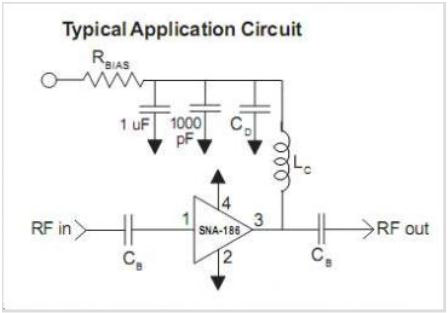 Typical Application Circuit
RBIAS
1 uF
1000
pF
CD
LC
4
RF in
1
SNA-186
3
RF out
CB
2
CB